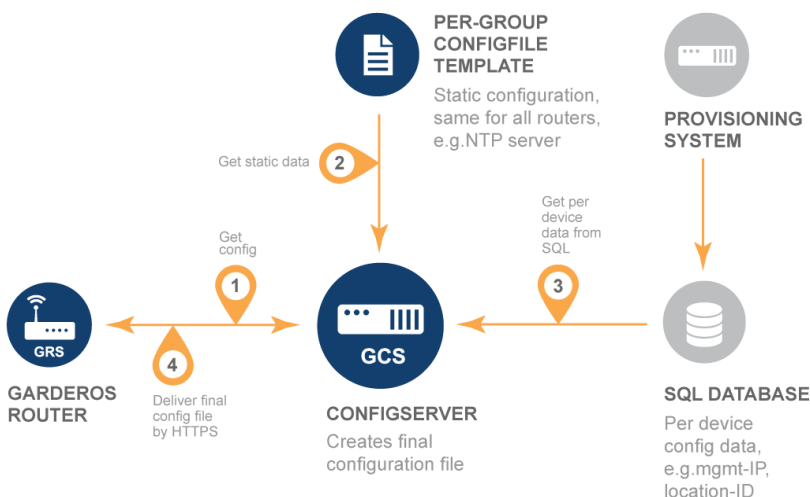 PER-GROUP
CONFIGFILE
TEMPLATE
Static configuration,
same for all routers,
e.g.NTP server
PROVISIONING
SYSTEM
Get static data
2
Get per
device
data from
SQL
3
Get
config
1
GRS
GCS
4
GARDEROS
ROUTER
Deliver final
config file
by HTTPS
CONFIGSERVER
Creates final
configuration file
SQL DATABASE
Per device
config data,
e.g.mgmt-IP,
location-ID